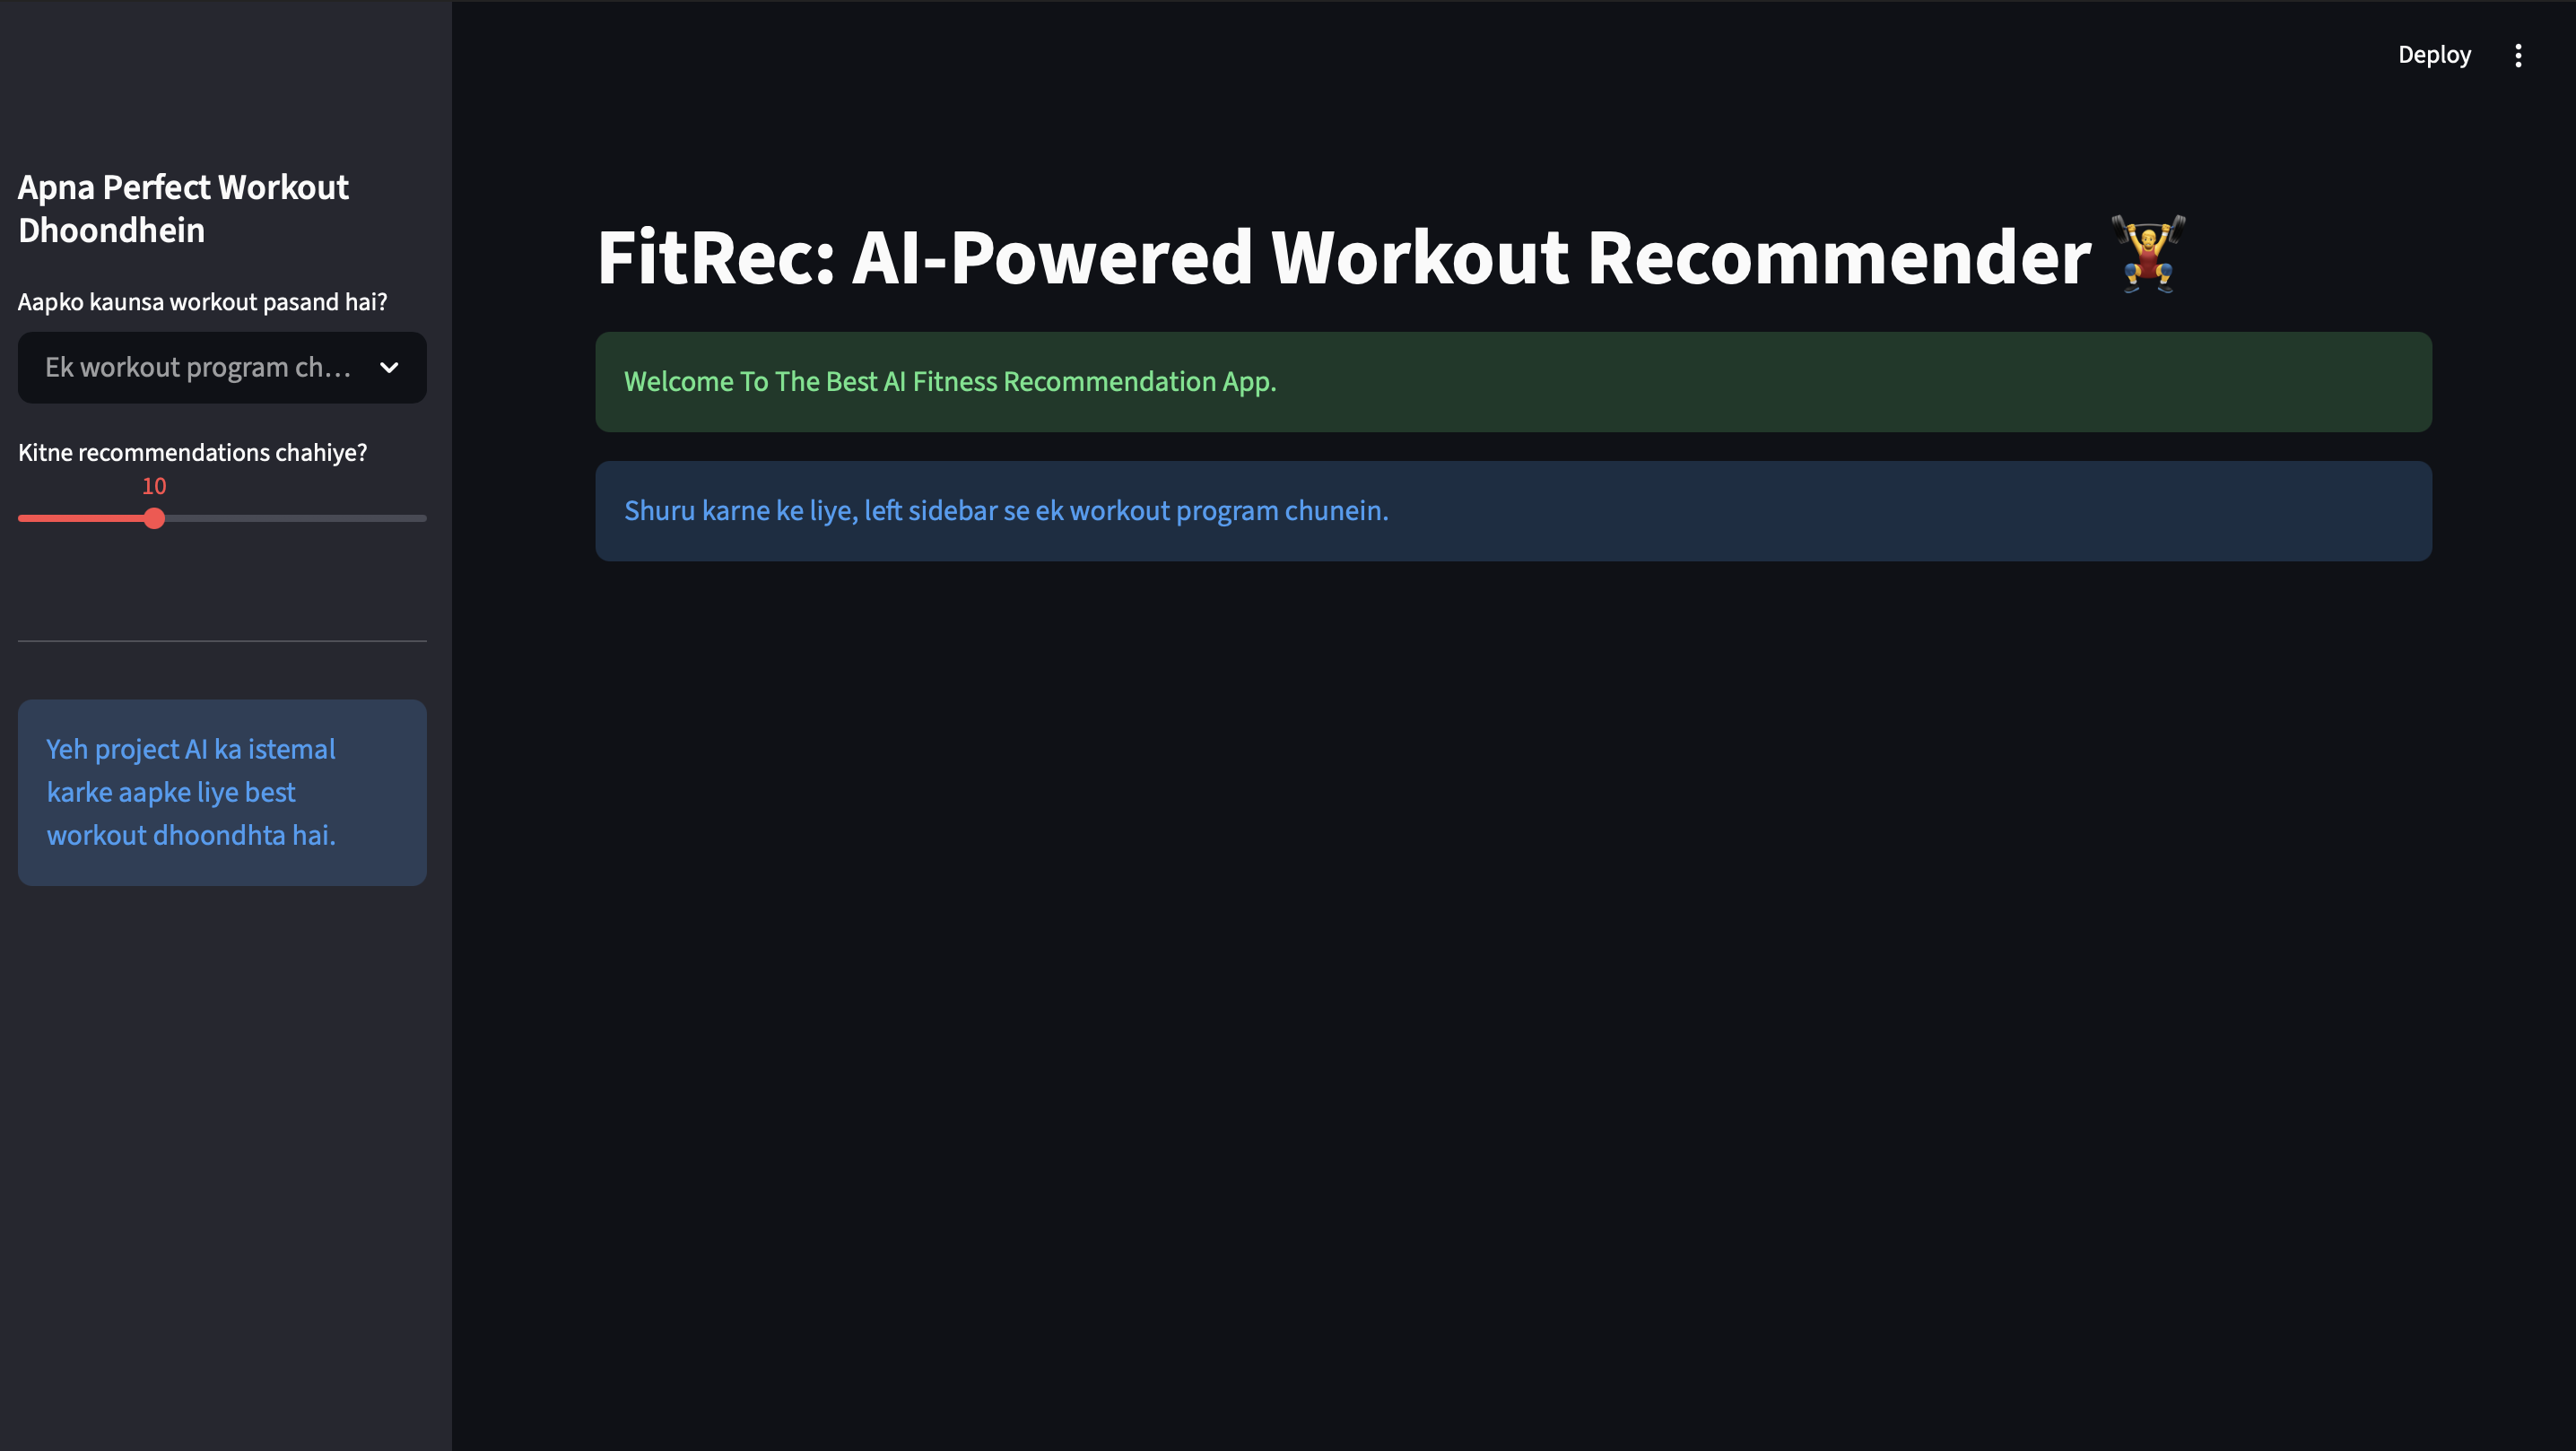 Deploy
Apna Perfect Workout
Dhoondhein
Aapko kaunsa workout pasand hai?
Ek workout program ch...
Kitne recommendations chahiye?
10
Yeh project AI ka istemal
karke aapke liye best
workout dhoondhta hai.
FitRec: AI-Powered Workout Recommender 🏋️
Welcome To The Best AI Fitness Recommendation App.
Shuru karne ke liye, left sidebar se ek workout program chunein.